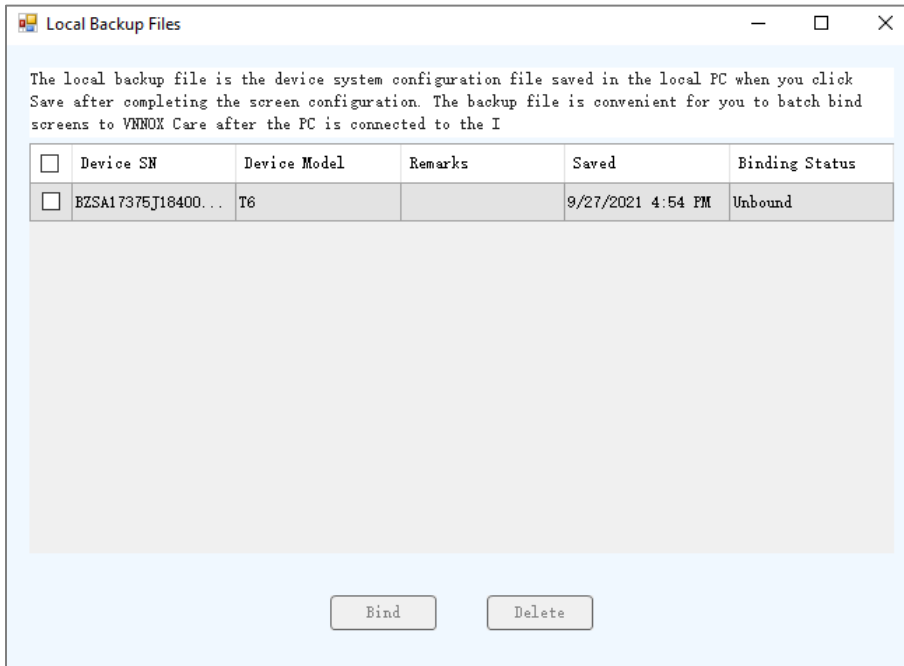 Local Backup Files
The local backup file is the device system configuration file saved in the local PC when you click
Save after completing the screen configuration. The backup file is convenient for you to batch bind
screens to VNNOX Care after the PC is connected to the I
Device SN Device Model Remarks Saved Binding Status
BZSA17375J18400... T6 9/27/2021 4:54 PM Unbound
Bind Delete